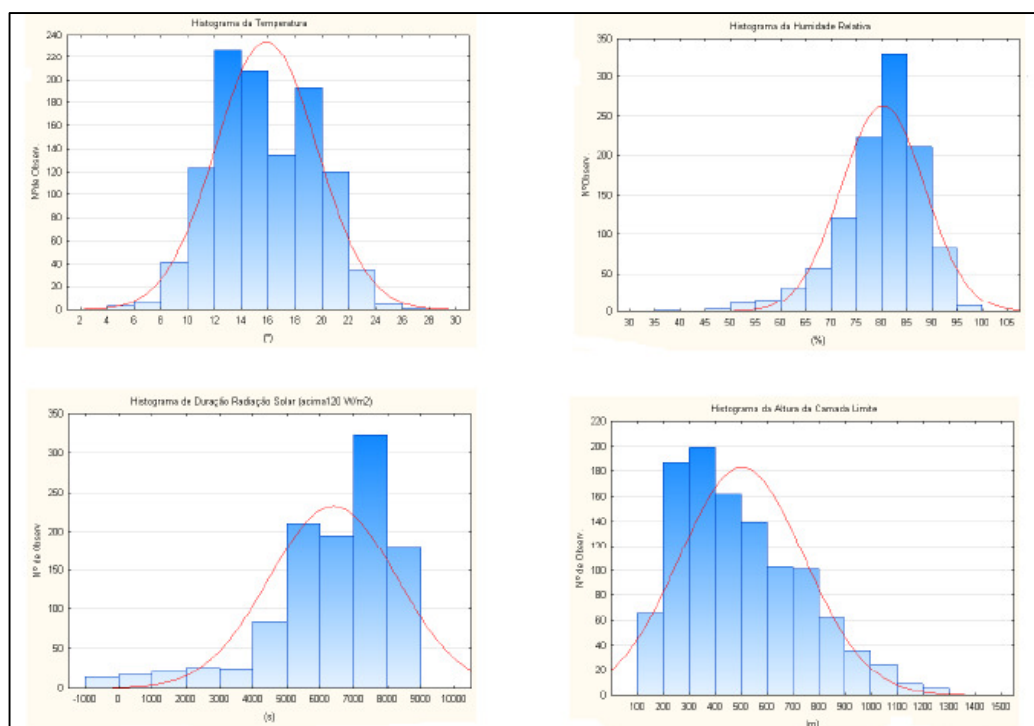 Histograma da Temperatura
240
220
200
180
160
140
120
100
80
60
40
20
0
Nº de Observ.
2 4 6 8 10 12 14 16 18 20 22 24 26 28 30
(º)
Histograma da Humidade Relativa
350
300
250
200
150
100
50
0
NºObserv.
30 35 40 45 50 55 60 65 70 75 80 85 90 95 100 105
(%)
Histograma de Duração Radiação Solar (acima120 W/m2)
350
300
250
200
150
100
50
0
Nº de Observ
-1000 0 1000 2000 3000 4000 5000 6000 7000 8000 9000 10000
(s)
Histograma da Altura da Camada Limite
220
200
180
160
140
120
100
80
60
40
20
0
Nº de Observ.
100 200 300 400 500 600 700 800 900 1000 1100 1200 1300 1400 1500
(m)